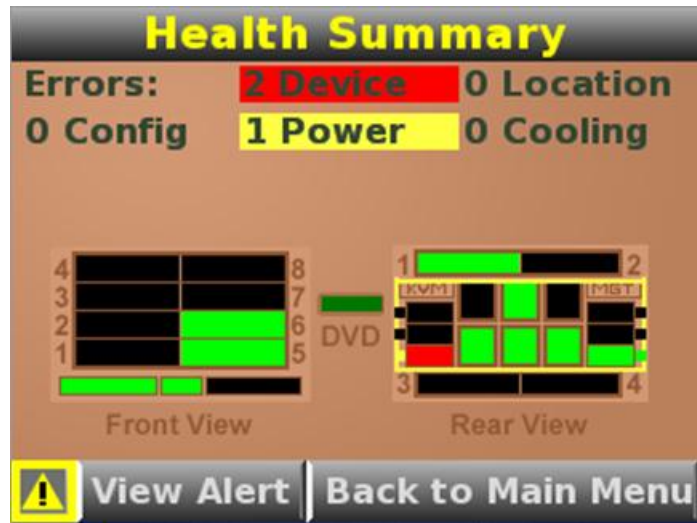 Health Summary
Errors: 2 Device 0 Location
0 Config 1 Power 0 Cooling
4 8
3 7
2 6
1 5
Front View
DVD
1 2
KVM MGT
3 4
Rear View
View Alert Back to Main Menu